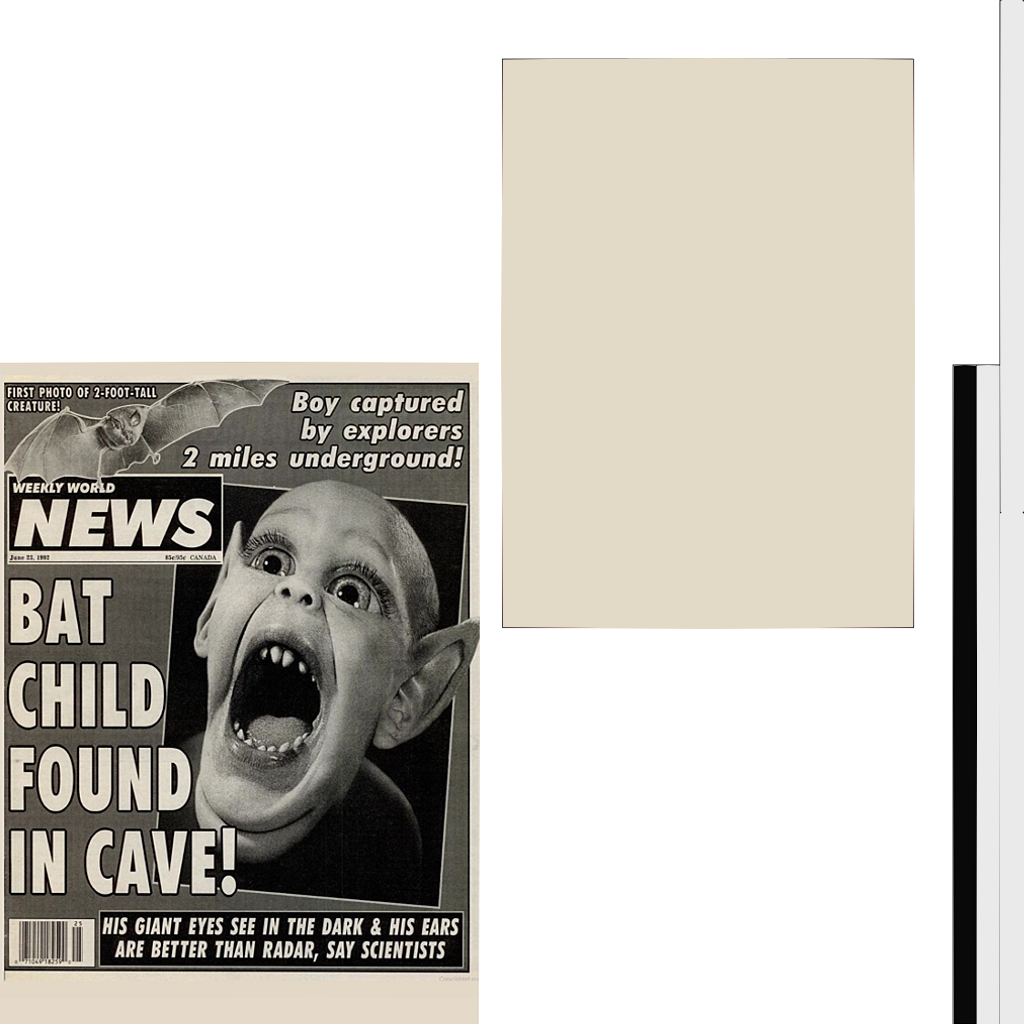 FIRST PHOTO OF 2-FOOT-TALL
CREATURE!
Boy captured
by explorers
2 miles underground!
WEEKLY WORLD
NEWS
June 23, 1992 85¢/95¢ CANADA
BAT
CHILD
FOUND
IN CAVE!
25
HIS GIANT EYES SEE IN THE DARK & HIS EARS
ARE BETTER THAN RADAR, SAY SCIENTISTS